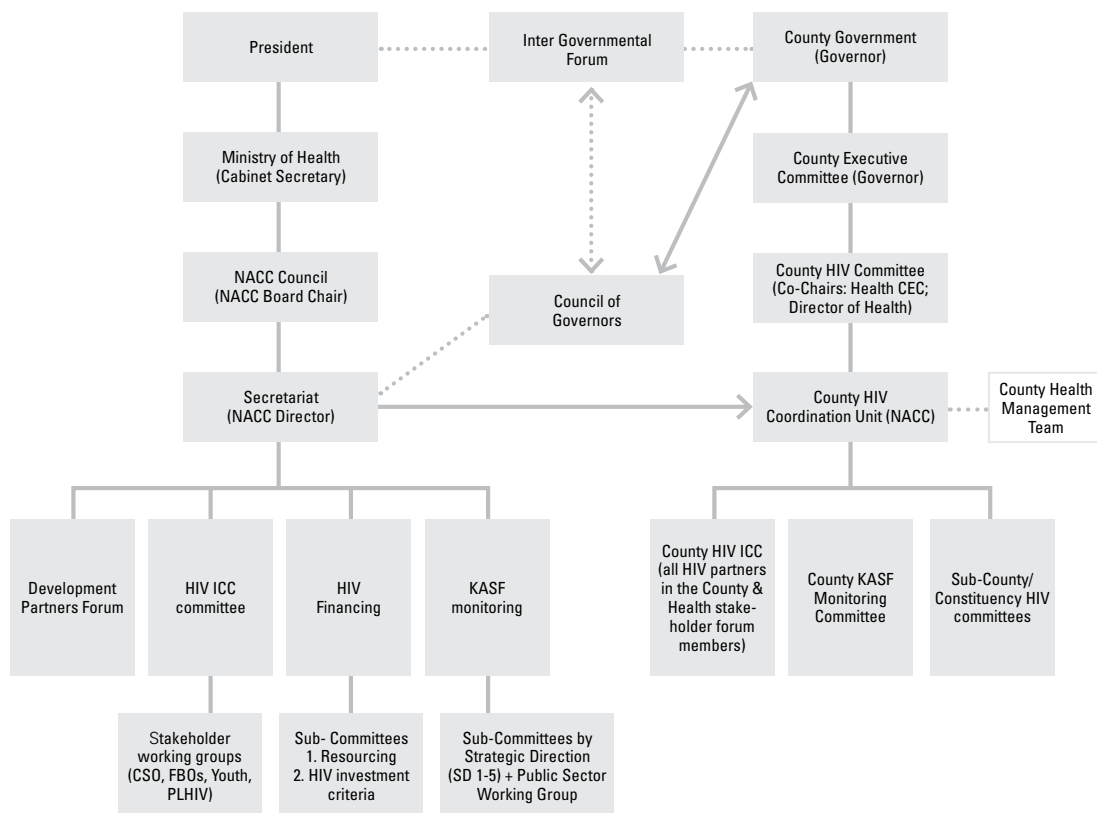 President
Inter Governmental
Forum
County Government
(Governor)
Ministry of Health
(Cabinet Secretary)
County Executive
Committee (Governor)
NACC Council
(NACC Board Chair)
Council of
Governors
County HIV Committee
(Co-Chairs: Health CEC;
Director of Health)
Secretariat
(NACC Director)
County HIV
Coordination Unit (NACC)
County Health
Management
Team
Development
Partners Forum
HIV ICC
committee
HIV
Financing
KASF
monitoring
County HIV ICC
(all HIV partners
in the County &
Health stake-
holder forum
members)
County KASF
Monitoring
Committee
Sub-County/
Constituency HIV
committees
Stakeholder
working groups
(CSO, FBOs, Youth,
PLHIV)
Sub- Committees
1. Resourcing
2. HIV investment
criteria
Sub-Committees by
Strategic Direction
(SD 1-5) + Public Sector
Working Group